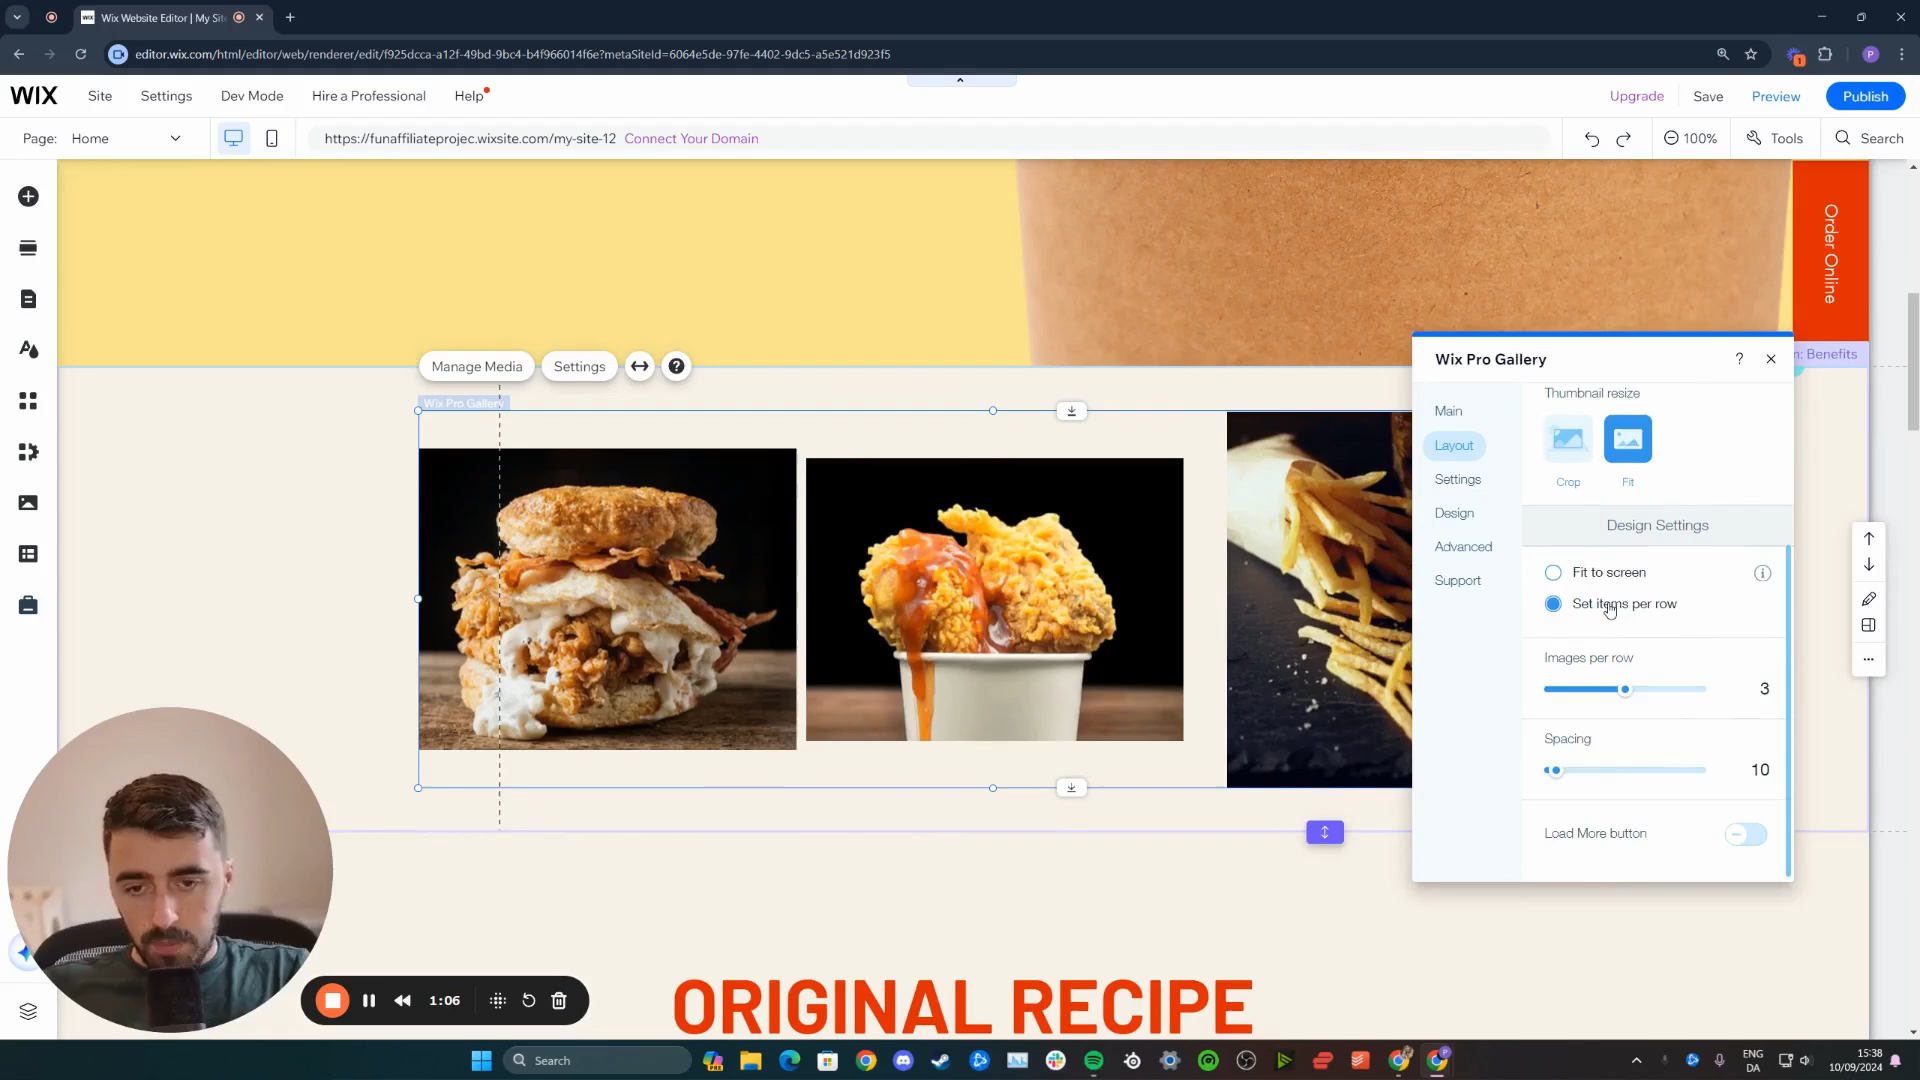 Wix Website Editor | My Sit
editor.wix.com/html/editor/web/renderer/edit/f925dcca-a12f-49bd-9bc4-b4f966014f6e?metaSiteId=6064e5de-97fe-4402-9dc5-a5e521d923f5
P
1
WIX
Site
Settings
Dev Mode
Hire a Professional
Help
Upgrade
Save
Preview
Publish
Page: Home
https://funaffiliateprojec.wixsite.com/my-site-12 Connect Your Domain
100%
Tools
Search
Order Online
n: Benefits
Manage Media
Settings
?
Wix Pro Gallery
Wix Pro Gallery
?
Main
Layout
Settings
Design
Advanced
Support
Thumbnail resize
Crop
Fit
Design Settings
Fit to screen
Set items per row
Images per row
3
Spacing
10
Load More button
ORIGINAL RECIPE
1:06
Search
PRE
ENG
DA
15:38
10/09/2024